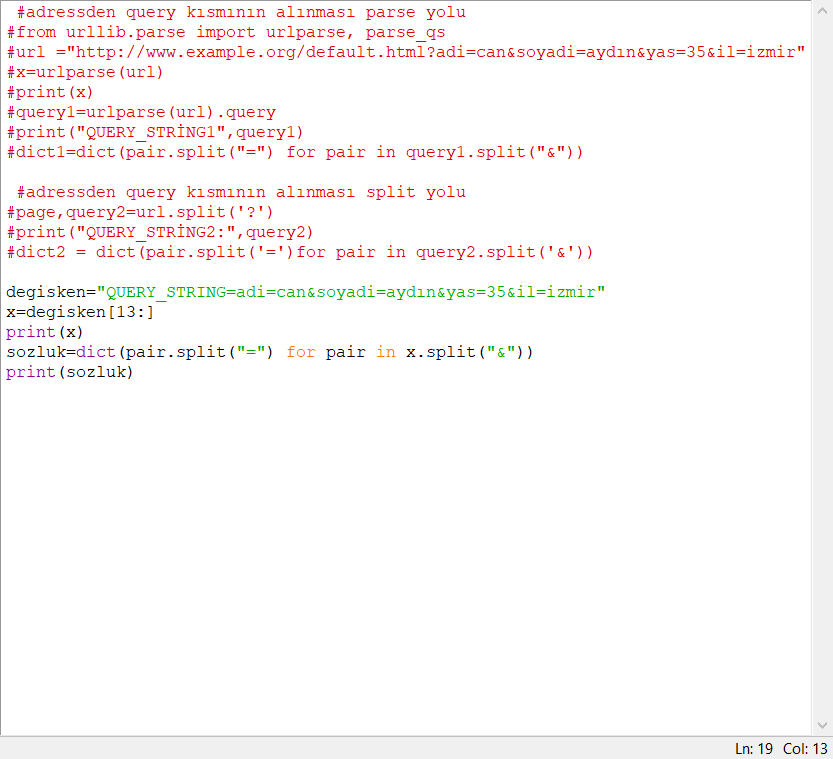 #adressden query kısmının alınması parse yolu
#from urllib.parse import urlparse, parse_qs
#url ="http://www.example.org/default.html?adi=can&soyadi=aydın&yas=35&il=izmir"
#x=urlparse(url)
#print(x)
#query1=urlparse(url).query
#print("QUERY_STRİNG1",query1)
#dict1=dict(pair.split("=") for pair in query1.split("&"))
#adressden query kısmının alınması split yolu
#page,query2=url.split('?')
#print("QUERY_STRİNG2:",query2)
#dict2 = dict(pair.split('=')for pair in query2.split('&'))
degisken="QUERY_STRING=adi=can&soyadi=aydın&yas=35&il=izmir"
x=degisken[13:]
print(x)
sozluk=dict(pair.split("=") for pair in x.split("&"))
print(sozluk)
Ln: 19 Col: 13